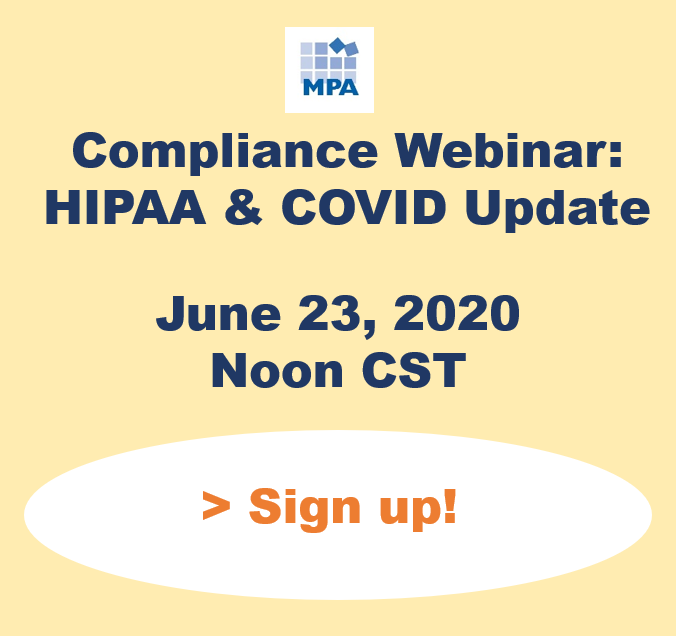 MPA
Compliance Webinar:
HIPAA & COVID Update
June 23, 2020
Noon CST
> Sign up!